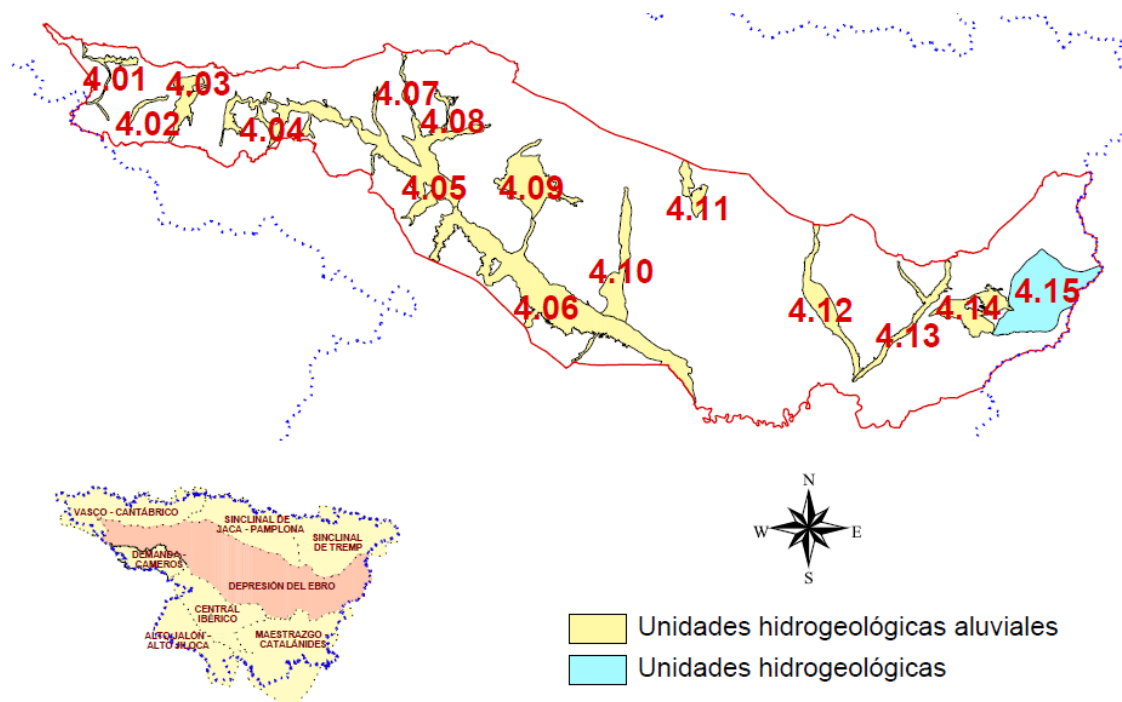 4.01
4.03
4.07
4.02
4.04
4.08
4.05
4.09
4.11
4.10
4.06
4.12
4.13
4.14
4.15
VASCO - CANTÁBRICO
SINCLINAL DE
JACA - PAMPLONA
SINCLINAL
DE TREMP
DEMANDA -
CAMEROS
DEPRESIÓN DEL EBRO
CENTRAL
IBÉRICO
ALTO JALÓN -
ALTO JILOCA
MAESTRAZGO
CATALÁNIDES
N
W
E
S
Unidades hidrogeológicas aluviales
Unidades hidrogeológicas